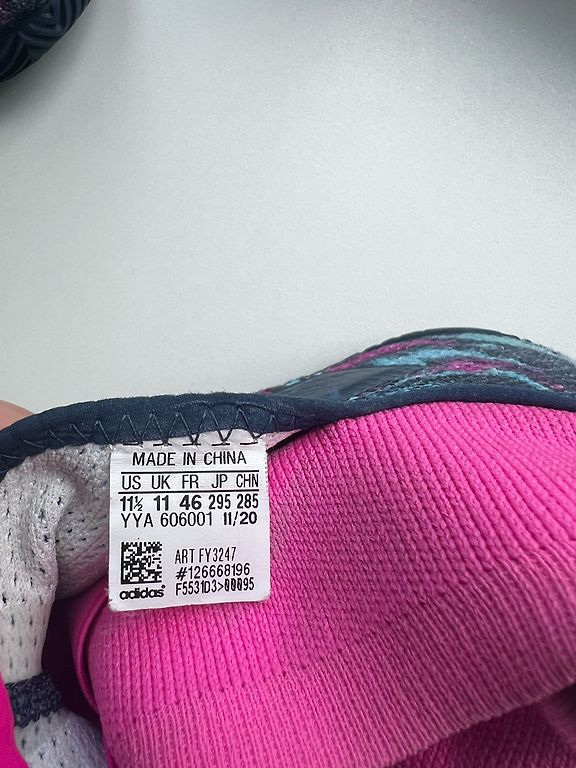 MADE IN CHINA
US UK FR JP CHN
11½ 11 46 295 285
YYA 606001 11/20
ART FY3247
#126668196
adidas F5531D3>00095